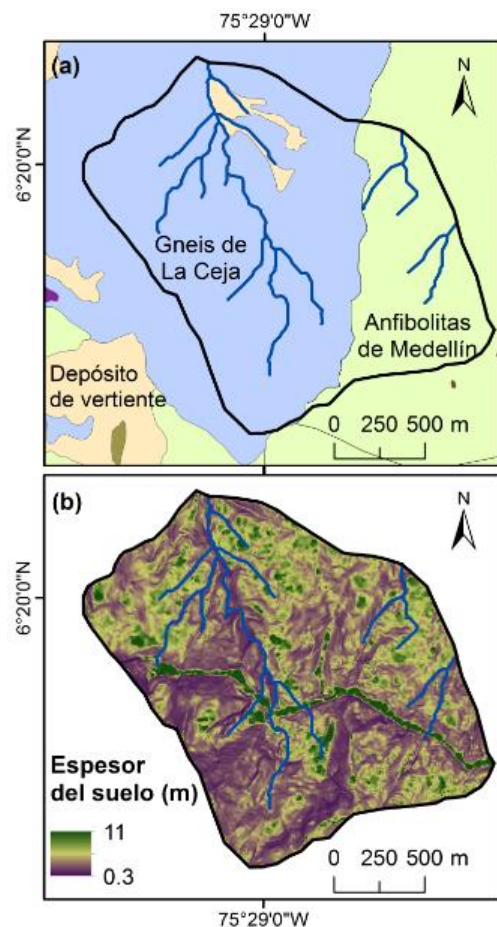 75°29'0"W
(a)
N
6°20'0"N
Gneis de
La Ceja
Anfibolitas
de Medellín
Depósito
de vertiente
0 250 500 m
(b)
N
6°20'0"N
Espesor
del suelo (m)
11
0.3
0 250 500 m
75°29'0"W